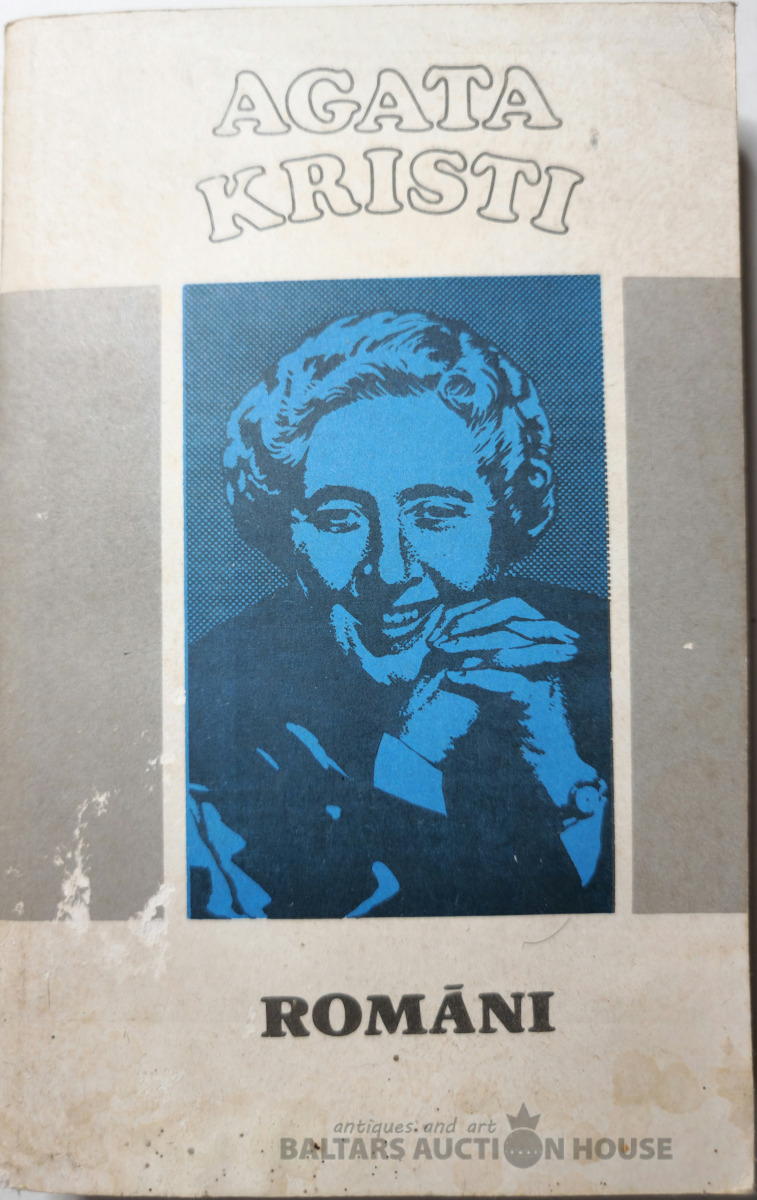 AGATA
KRISTI
ROMĀNI
antiques and art
BALTARS AUCTION HOUSE